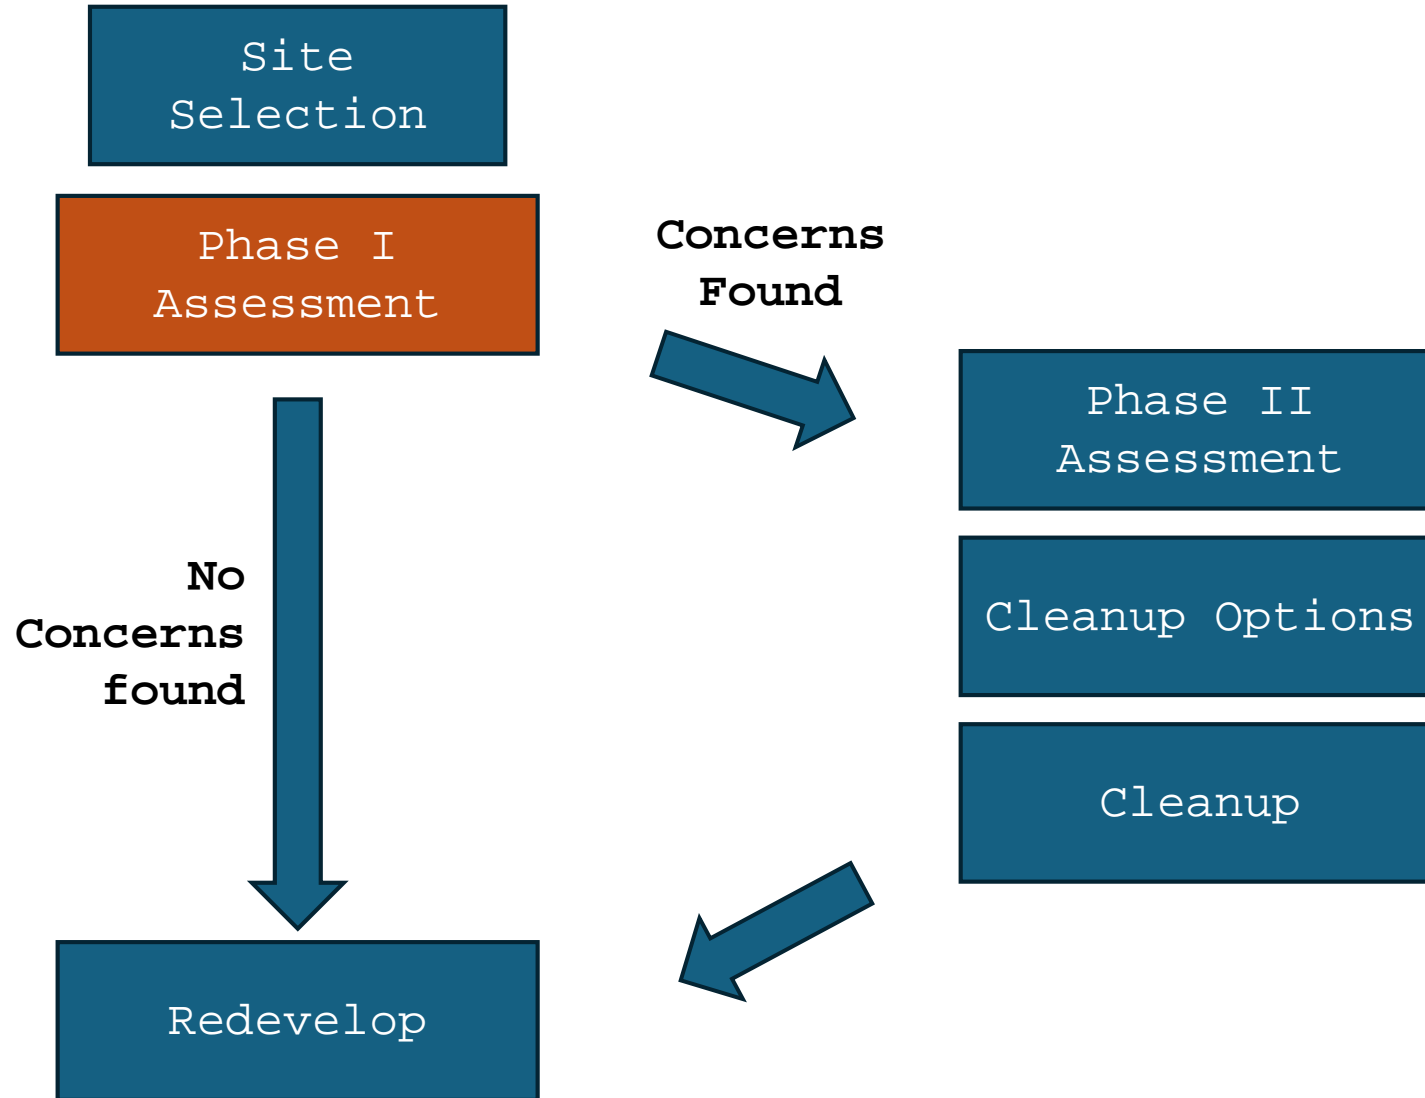 Site
Selection
Phase I
Assessment
Concerns
Found
Phase II
Assessment
No
Concerns
found
Cleanup Options
Cleanup
Redevelop